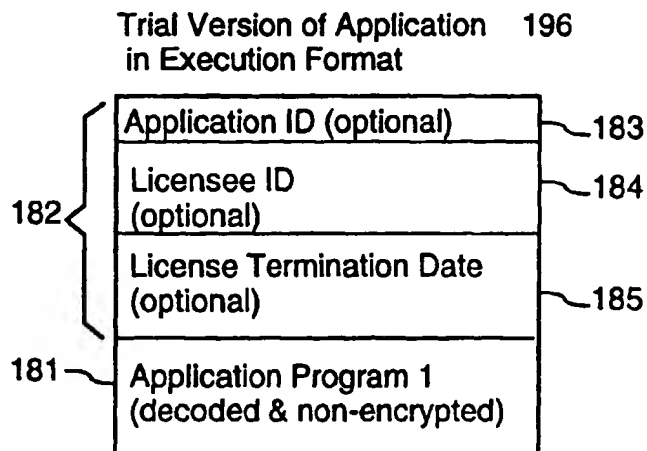 Trial Version of Application 196
in Execution Format
Application ID (optional)
183
Licensee ID
(optional)
184
182
License Termination Date
(optional)
185
181
Application Program 1
(decoded & non-encrypted)